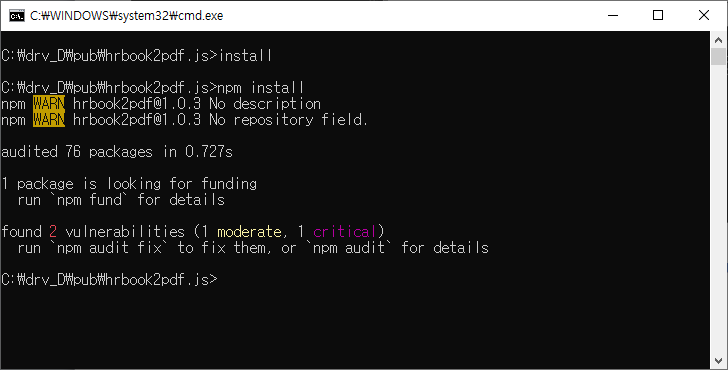 C:₩WINDOWS₩system32₩cmd.exe
C:₩drv_D₩pub₩hrbook2pdf.js>install
C:₩drv_D₩pub₩hrbook2pdf.js>npm install
npm WARN hrbook2pdf@1.0.3 No description
npm WARN hrbook2pdf@1.0.3 No repository field.
audited 76 packages in 0.727s
1 package is looking for funding
  run `npm fund` for details
found 2 vulnerabilities (1 moderate, 1 critical)
  run `npm audit fix` to fix them, or `npm audit` for details
C:₩drv_D₩pub₩hrbook2pdf.js>